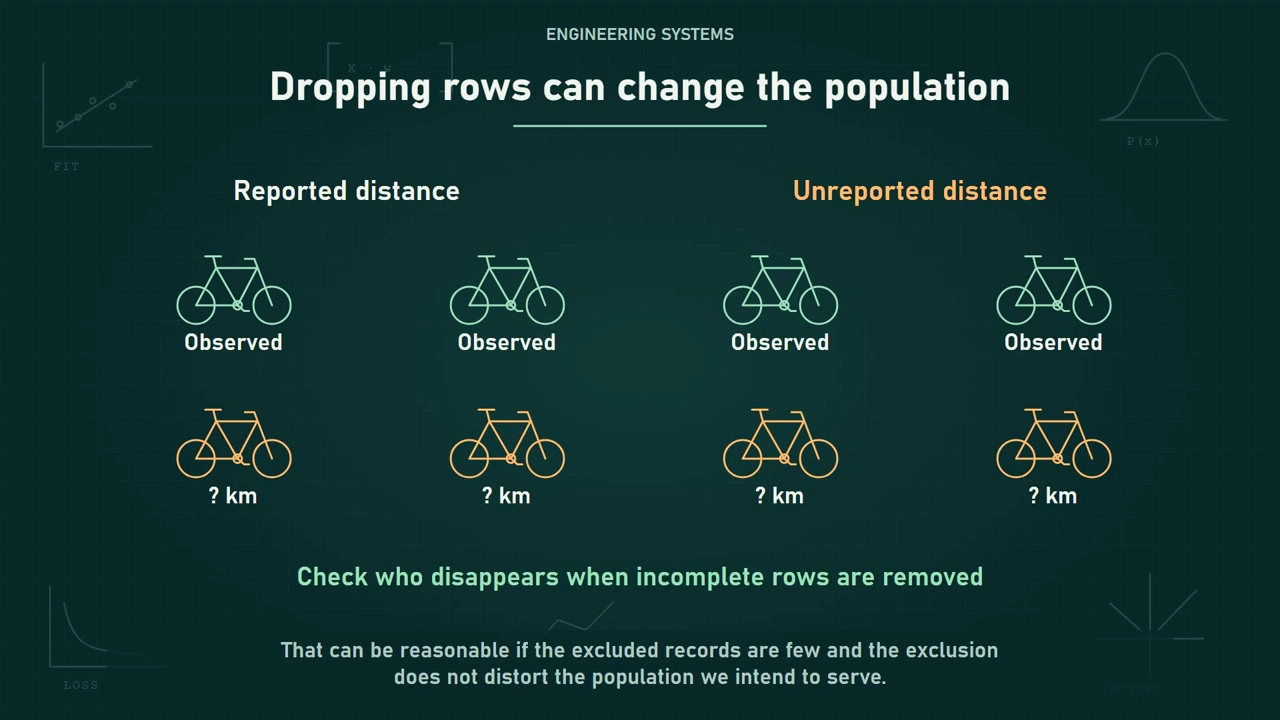 ENGINEERING SYSTEMS
X · w
Dropping rows can change the population
FIT
P(x)
Reported distance
Unreported distance
Observed
Observed
Observed
Observed
? km
? km
? km
? km
Check who disappears when incomplete rows are removed
That can be reasonable if the excluded records are few and the exclusion
does not distort the population we intend to serve.
LOSS
VECTORS